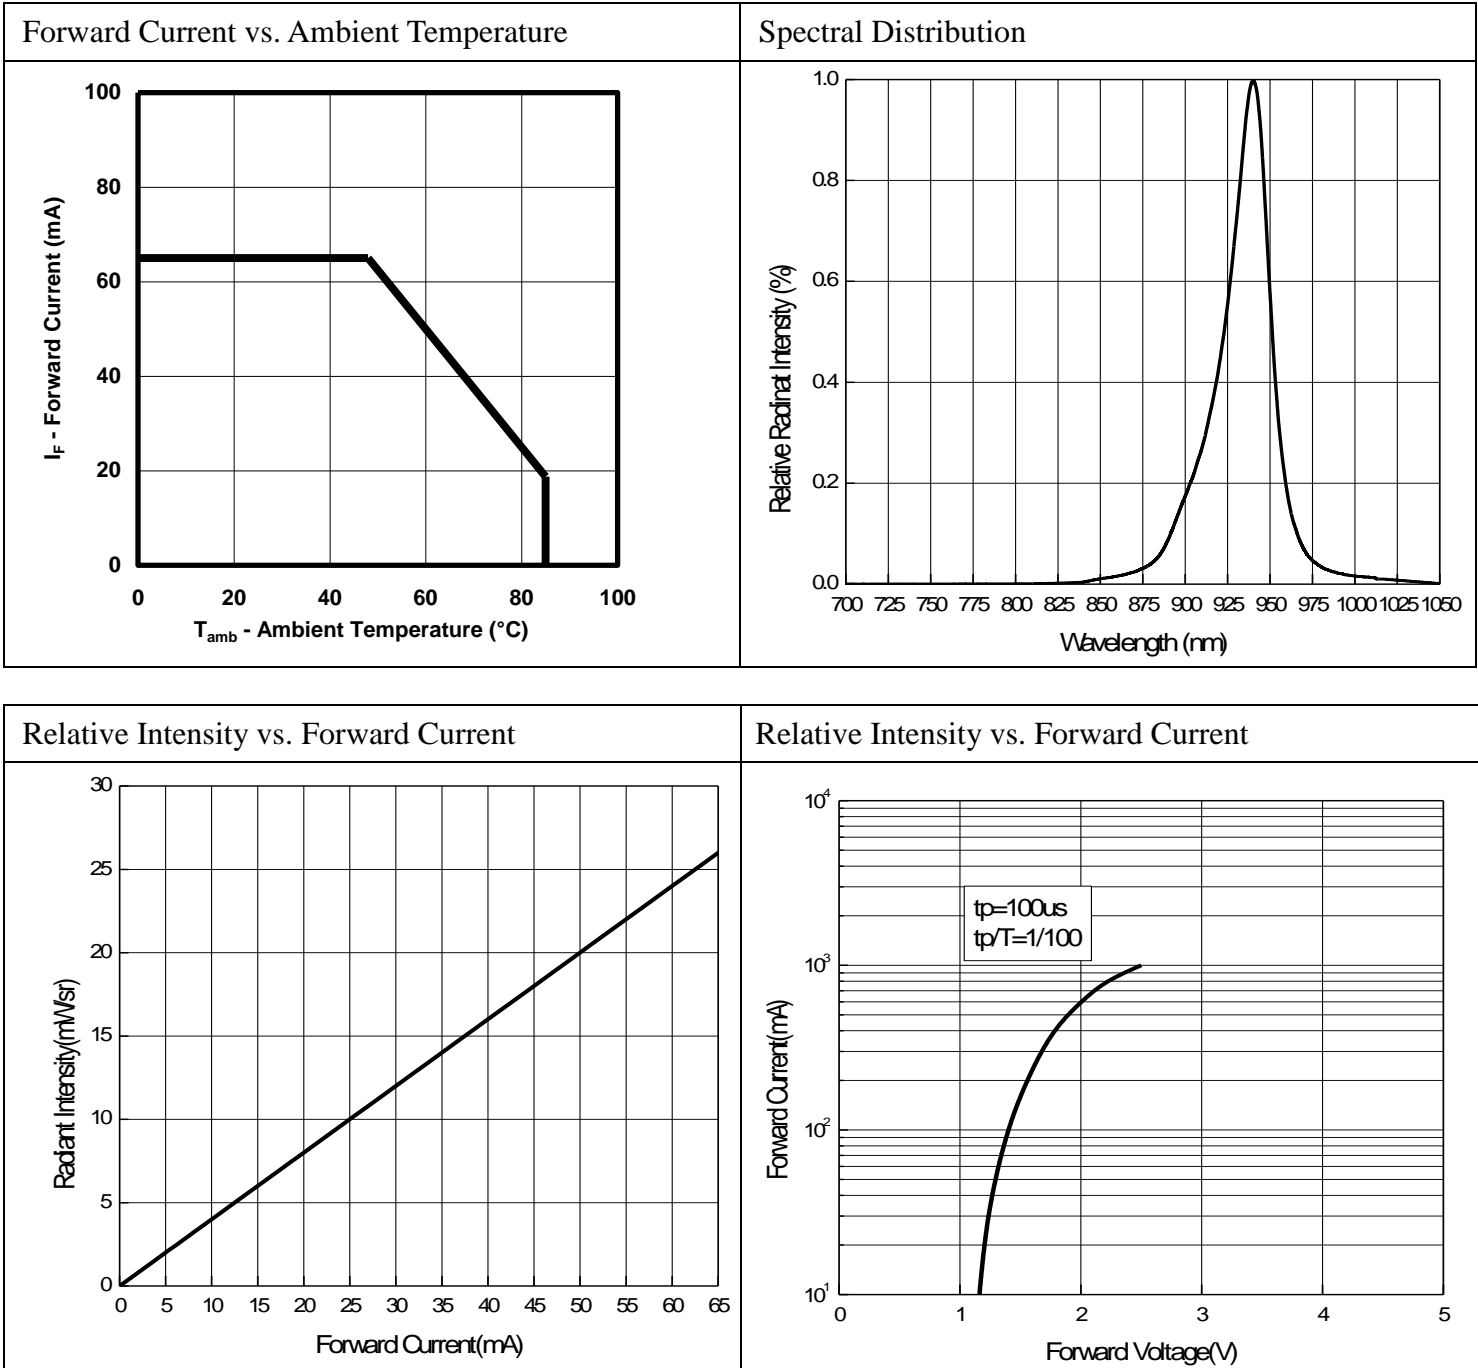 Forward Current vs. Ambient Temperature
100
80
60
40
20
0
0 20 40 60 80 100
I_F - Forward Current (mA)
T_amb - Ambient Temperature (°C)
Spectral Distribution
1.0
0.8
0.6
0.4
0.2
0.0
700 725 750 775 800 825 850 875 900 925 950 975 1000 1025 1050
Relative Radinat Intensity (%)
Wavelength (nm)
Relative Intensity vs. Forward Current
30
25
20
15
10
5
0
0 5 10 15 20 25 30 35 40 45 50 55 60 65
Radiant Intensity(mW/sr)
Forward Current(mA)
Relative Intensity vs. Forward Current
10⁴
10³
10²
10¹
tp=100us
tp/T=1/100
0 1 2 3 4 5
Forward Current(mA)
Forward Voltage(V)